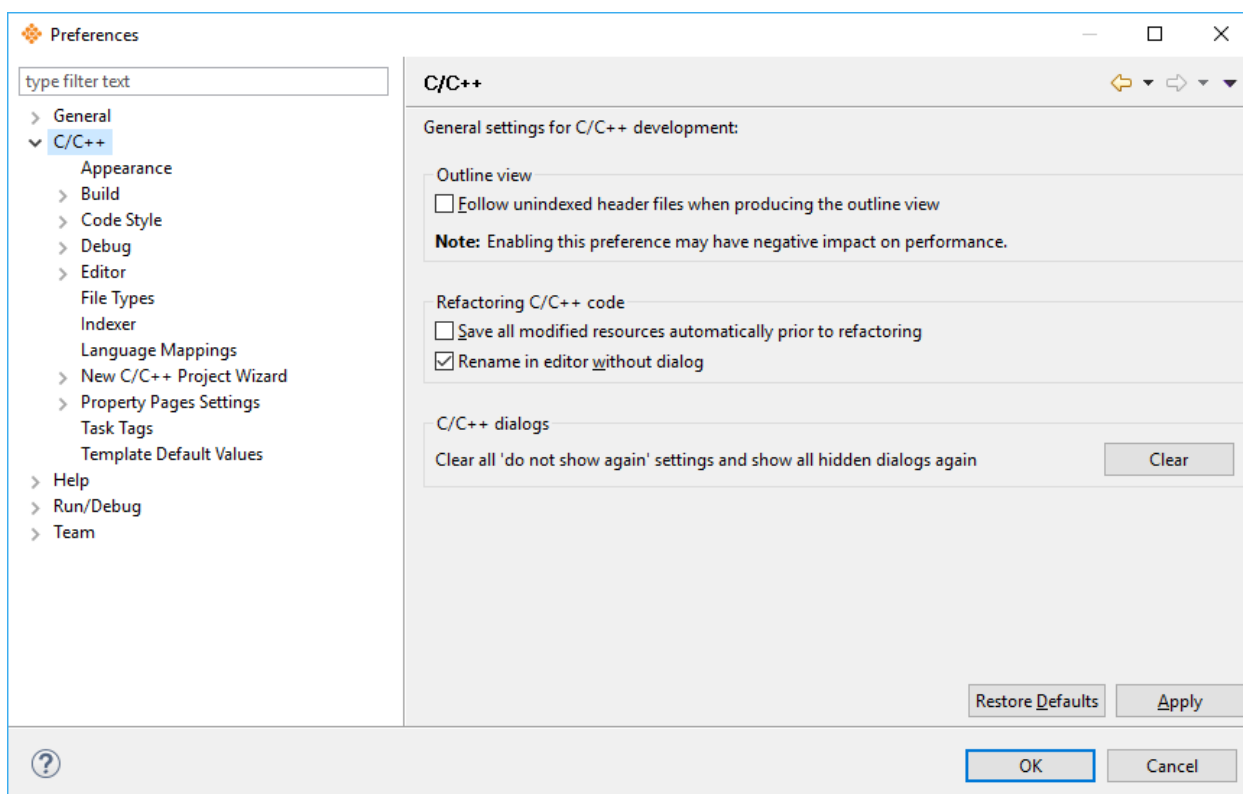 Preferences
type filter text
General
C/C++
Appearance
Build
Code Style
Debug
Editor
File Types
Indexer
Language Mappings
New C/C++ Project Wizard
Property Pages Settings
Task Tags
Template Default Values
Help
Run/Debug
Team
C/C++
General settings for C/C++ development:
Outline view
Follow unindexed header files when producing the outline view
Note: Enabling this preference may have negative impact on performance.
Refactoring C/C++ code
Save all modified resources automatically prior to refactoring
Rename in editor without dialog
C/C++ dialogs
Clear all 'do not show again' settings and show all hidden dialogs again
Clear
Restore Defaults
Apply
?
OK
Cancel